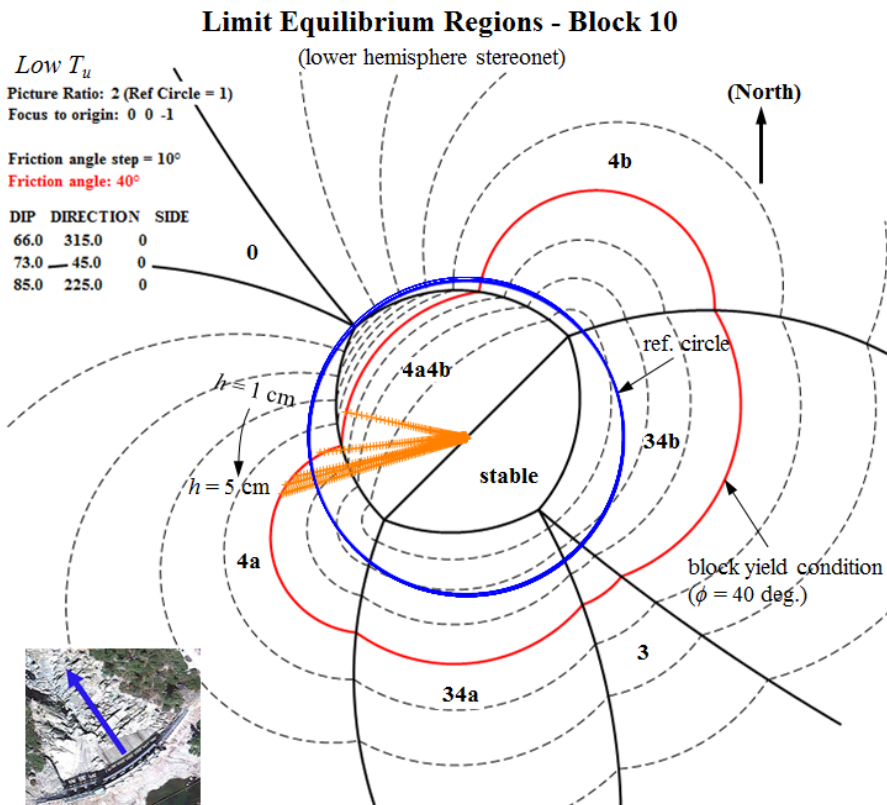 Limit Equilibrium Regions - Block 10
(lower hemisphere stereonet)
Low Tu
Picture Ratio: 2 (Ref Circle = 1)
Focus to origin: 0 0 -1
(North)
Friction angle step = 10°
Friction angle: 40°
4b
DIP DIRECTION SIDE
66.0 315.0 0
73.0 45.0 0
85.0 225.0 0
0
ref. circle
4a4b
h = 1 cm
34b
stable
h = 5 cm
4a
block yield condition
(ϕ = 40 deg.)
3
34a